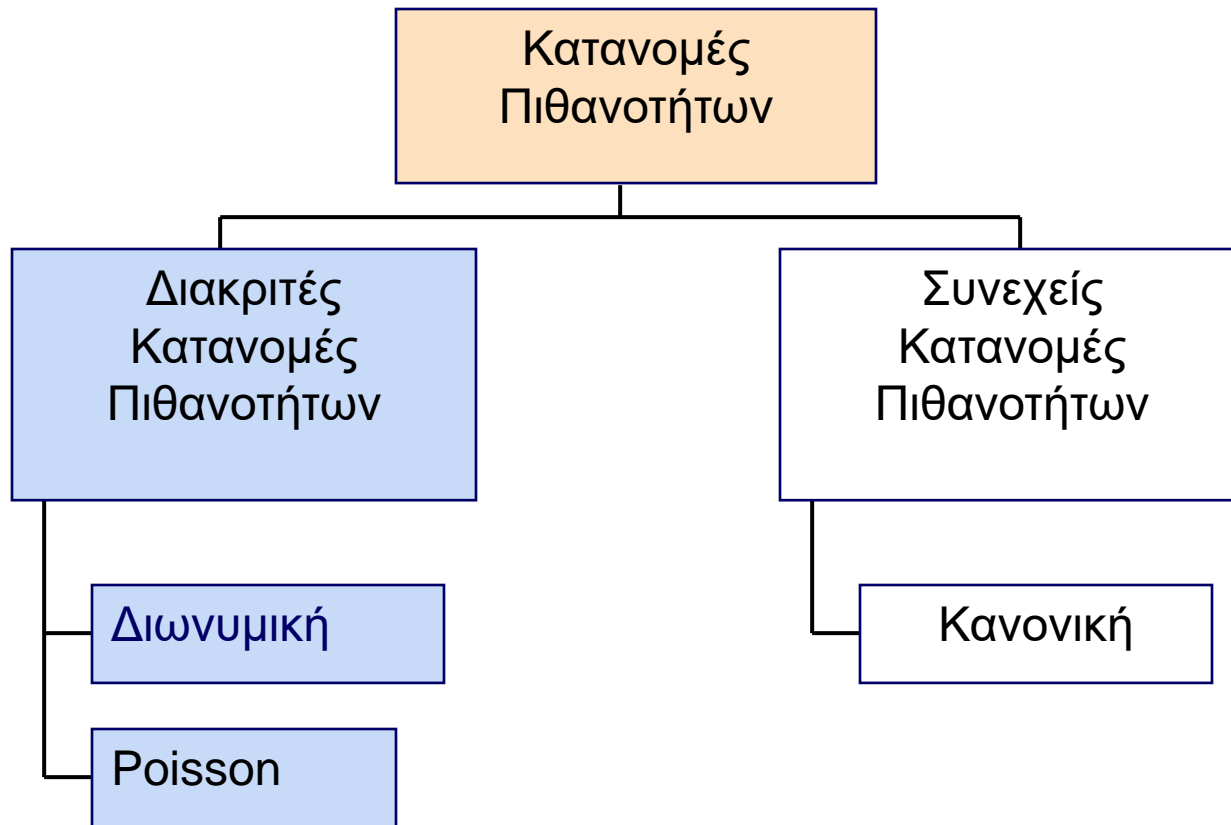 Κατανομές
Πιθανοτήτων
Διακριτές
Κατανομές
Πιθανοτήτων
Συνεχείς
Κατανομές
Πιθανοτήτων
Διωνυμική
Κανονική
Poisson